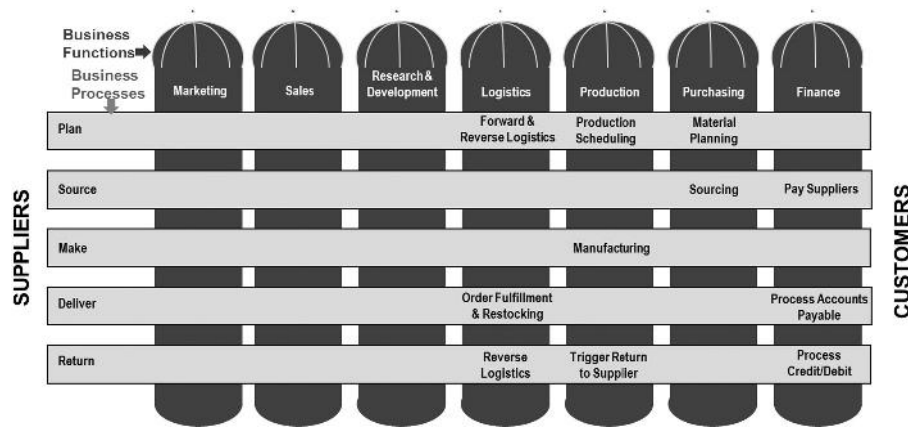 Business
Functions
Business
Processes
Marketing
Sales
Research &
Development
Logistics
Production
Purchasing
Finance
Plan
Forward &
Reverse Logistics
Production
Scheduling
Material
Planning
Source
Sourcing
Pay Suppliers
Make
Manufacturing
Deliver
Order Fulfillment
& Restocking
Process Accounts
Payable
Return
Reverse
Logistics
Trigger Return
to Supplier
Process
Credit/Debit
SUPPLIERS
CUSTOMERS